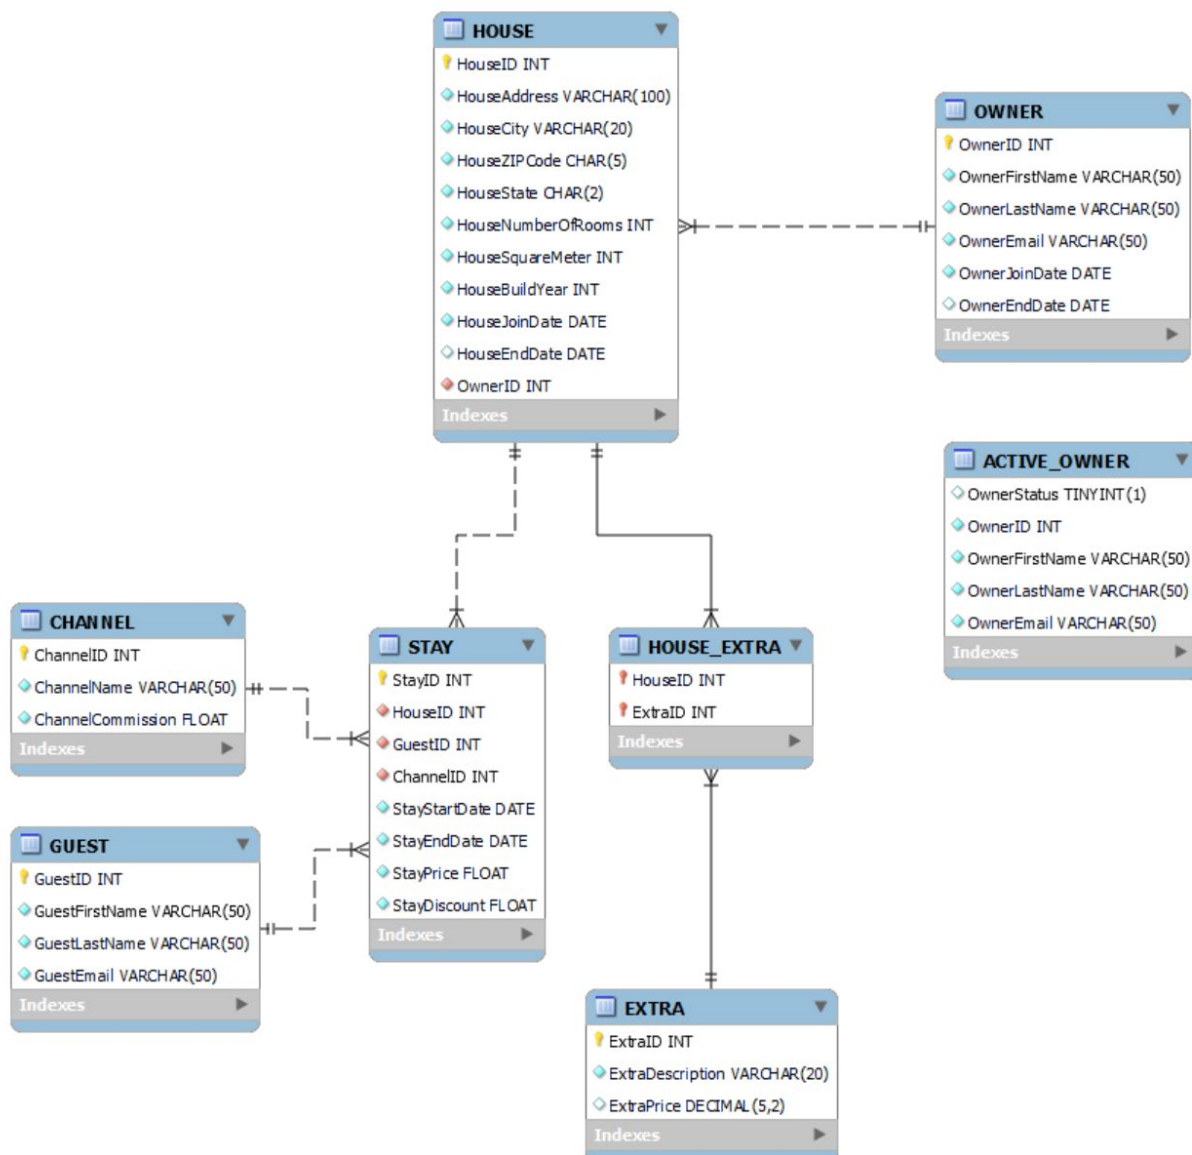 HOUSE
HouseID INT
HouseAddress VARCHAR(100)
HouseCity VARCHAR(20)
HouseZIPCode CHAR(5)
HouseState CHAR(2)
HouseNumberOfRooms INT
HouseSquareMeter INT
HouseBuildYear INT
HouseJoinDate DATE
HouseEndDate DATE
OwnerID INT
Indexes
OWNER
OwnerID INT
OwnerFirstName VARCHAR(50)
OwnerLastName VARCHAR(50)
OwnerEmail VARCHAR(50)
OwnerJoinDate DATE
OwnerEndDate DATE
Indexes
ACTIVE_OWNER
OwnerStatus TINYINT(1)
OwnerID INT
OwnerFirstName VARCHAR(50)
OwnerLastName VARCHAR(50)
OwnerEmail VARCHAR(50)
Indexes
CHANNEL
ChannelID INT
ChannelName VARCHAR(50)
ChannelCommission FLOAT
Indexes
STAY
StayID INT
HouseID INT
GuestID INT
ChannelID INT
StayStartDate DATE
StayEndDate DATE
StayPrice FLOAT
StayDiscount FLOAT
Indexes
HOUSE_EXTRA
HouseID INT
ExtraID INT
Indexes
GUEST
GuestID INT
GuestFirstName VARCHAR(50)
GuestLastName VARCHAR(50)
GuestEmail VARCHAR(50)
Indexes
EXTRA
ExtraID INT
ExtraDescription VARCHAR(20)
ExtraPrice DECIMAL(5,2)
Indexes